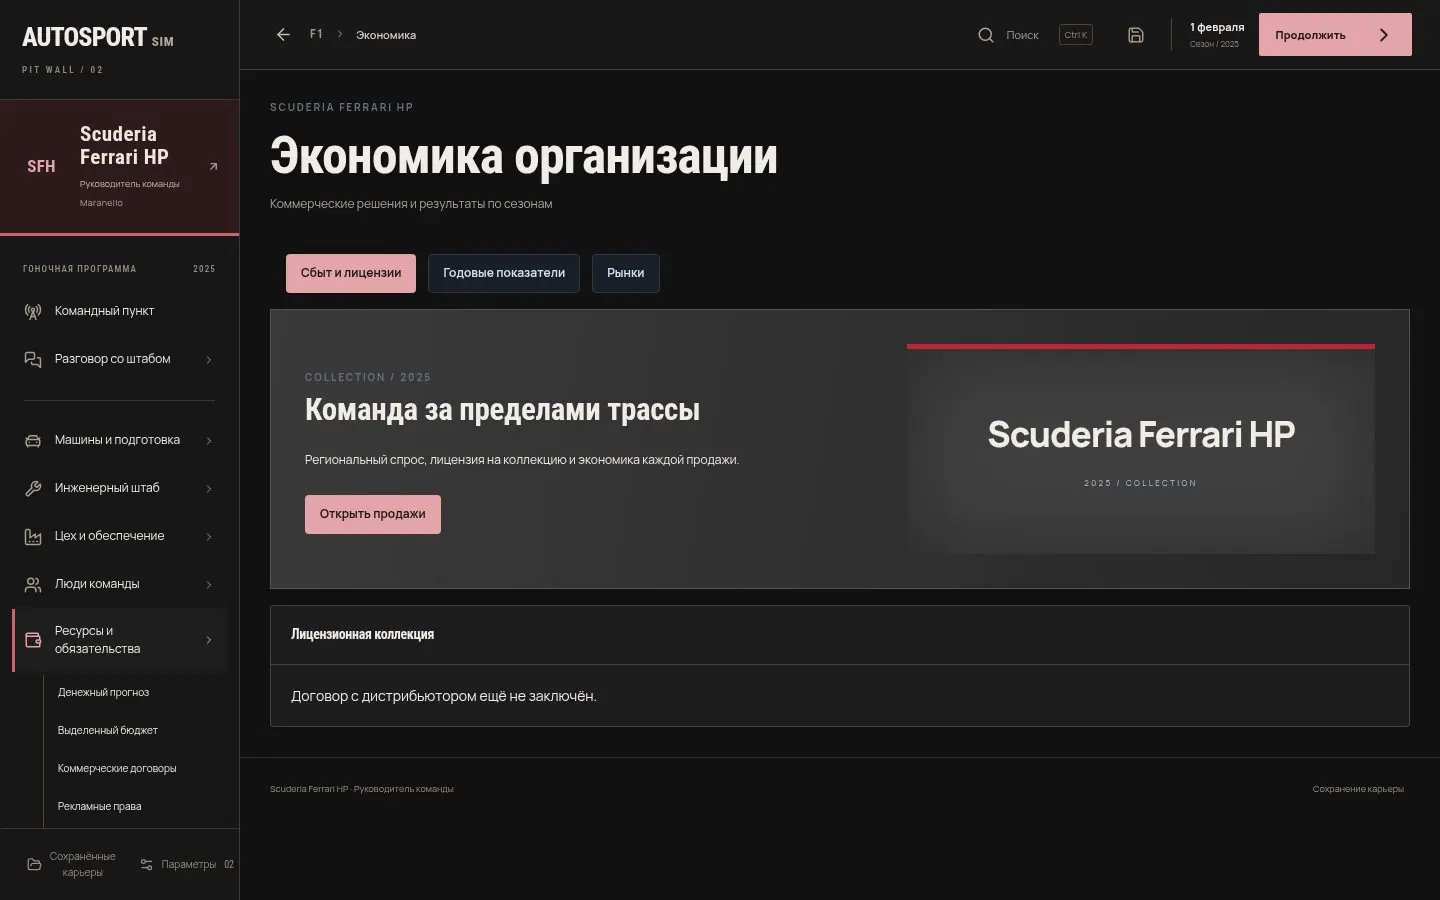 AUTOSPORT SIM
PIT WALL / 02
SFH
Scuderia
Ferrari HP
Руководитель команды
Maranello
ГОНОЧНАЯ ПРОГРАММА 2025
Командный пункт
Разговор со штабом
Машины и подготовка
Инженерный штаб
Цех и обеспечение
Люди команды
Ресурсы и
обязательства
Денежный прогноз
Выделенный бюджет
Коммерческие договоры
Рекламные права
Сохранённые
карьеры
Параметры 02
F1 Экономика
Поиск Ctrl K
1 февраля
Сезон / 2025
Продолжить
SCUDERIA FERRARI HP
Экономика организации
Коммерческие решения и результаты по сезонам
Сбыт и лицензии Годовые показатели Рынки
COLLECTION / 2025
Команда за пределами трассы
Региональный спрос, лицензия на коллекцию и экономика каждой продажи.
Открыть продажи
Scuderia Ferrari HP
2025 / COLLECTION
Лицензионная коллекция
Договор с дистрибьютором ещё не заключён.
Scuderia Ferrari HP · Руководитель команды
Сохранение карьеры